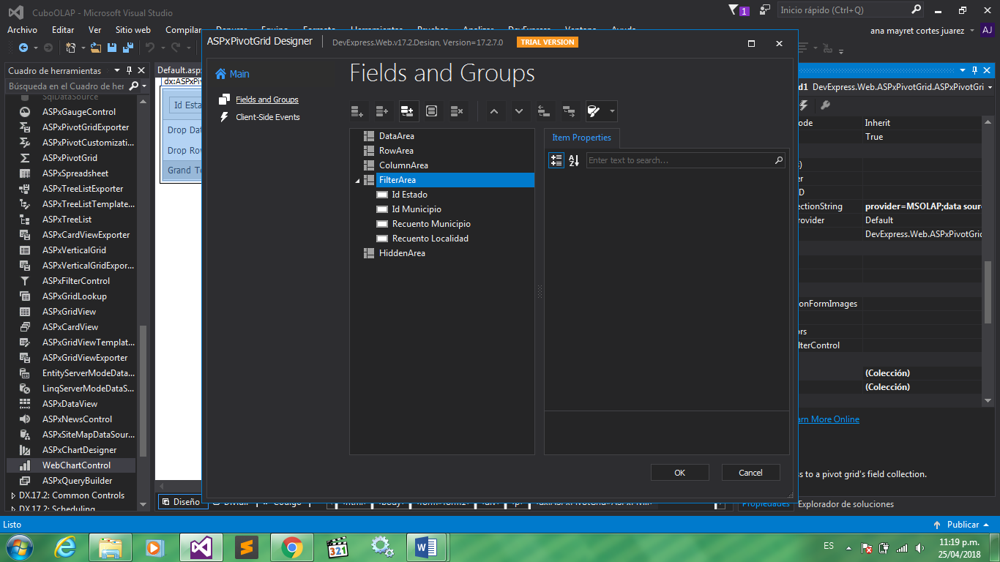 CuboOLAP - Microsoft Visual Studio
1
Inicio rápido (Ctrl+Q)
Archivo Editar Ver Sitio web Compilar
ana mayret cortes juarez AJ
ASPxPivotGrid Designer DevExpress.Web.v17.2.Design, Version=17.2.7.0 TRIAL VERSION
Cuadro de herramientas
Búsqueda en el Cuadro de her
SqlDataSource
ASPxGaugeControl
ASPxPivotGridExporter
ASPxPivotCustomizati...
ASPxPivotGrid
ASPxSpreadsheet
ASPxTreeListExporter
ASPxTreeListTemplate...
ASPxTreeList
ASPxCardViewExporter
ASPxVerticalGrid
ASPxVerticalGridExpor...
ASPxFilterControl
ASPxGridLookup
ASPxGridView
ASPxCardView
ASPxGridViewTemplat...
ASPxGridViewExporter
EntityServerModeData...
LinqServerModeDataS...
ASPxDataView
ASPxNewsControl
ASPxSiteMapDataSour...
ASPxChartDesigner
WebChartControl
ASPxQueryBuilder
DX.17.2: Common Controls
DX.17.2: Scheduling
Default.asp
dx:ASPxPiv
Id Esta
Drop Dat
Drop Ro
Grand T
Main
Fields and Groups
Client-Side Events
Fields and Groups
DataArea
RowArea
ColumnArea
FilterArea
Id Estado
Id Municipio
Recuento Municipio
Recuento Localidad
HiddenArea
Item Properties
Enter text to search...
OK Cancel
d1 DevExpress.Web.ASPxPivotGrid.ASPxPivotGri
ode Inherit
True
)
er
D
ectionString provider=MSOLAP;data sour
rovider Default
DevExpress.Web.ASPxPivotGrid
onFormImages
ors
lterControl
(Colección)
(Colección)
arn More Online
s to a pivot grid's field collection.
Diseño
Propiedades Explorador de soluciones
Listo
Publicar
321
ES
11:19 p.m.
25/04/2018